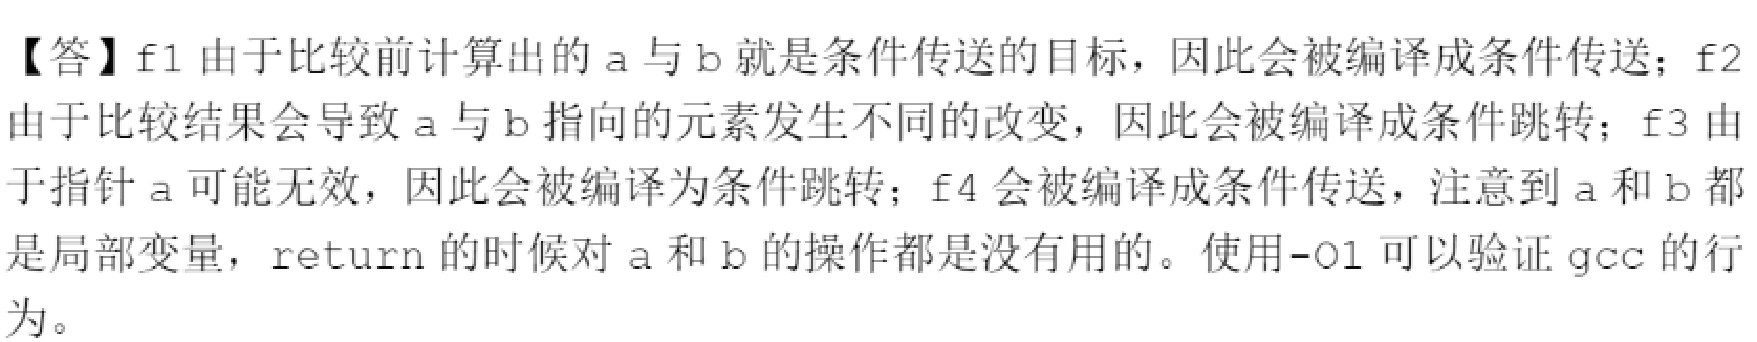 【答】f1 由于比较前计算出的 a 与 b 就是条件传送的目标，因此会被编译成条件传送；f2
由于比较结果会导致 a 与 b 指向的元素发生不同的改变，因此会被编译成条件跳转；f3 由
于指针 a 可能无效，因此会被编译为条件跳转；f4 会被编译成条件传送，注意到 a 和 b 都
是局部变量，return 的时候对 a 和 b 的操作都是没有用的。使用-O1 可以验证 gcc 的行
为。